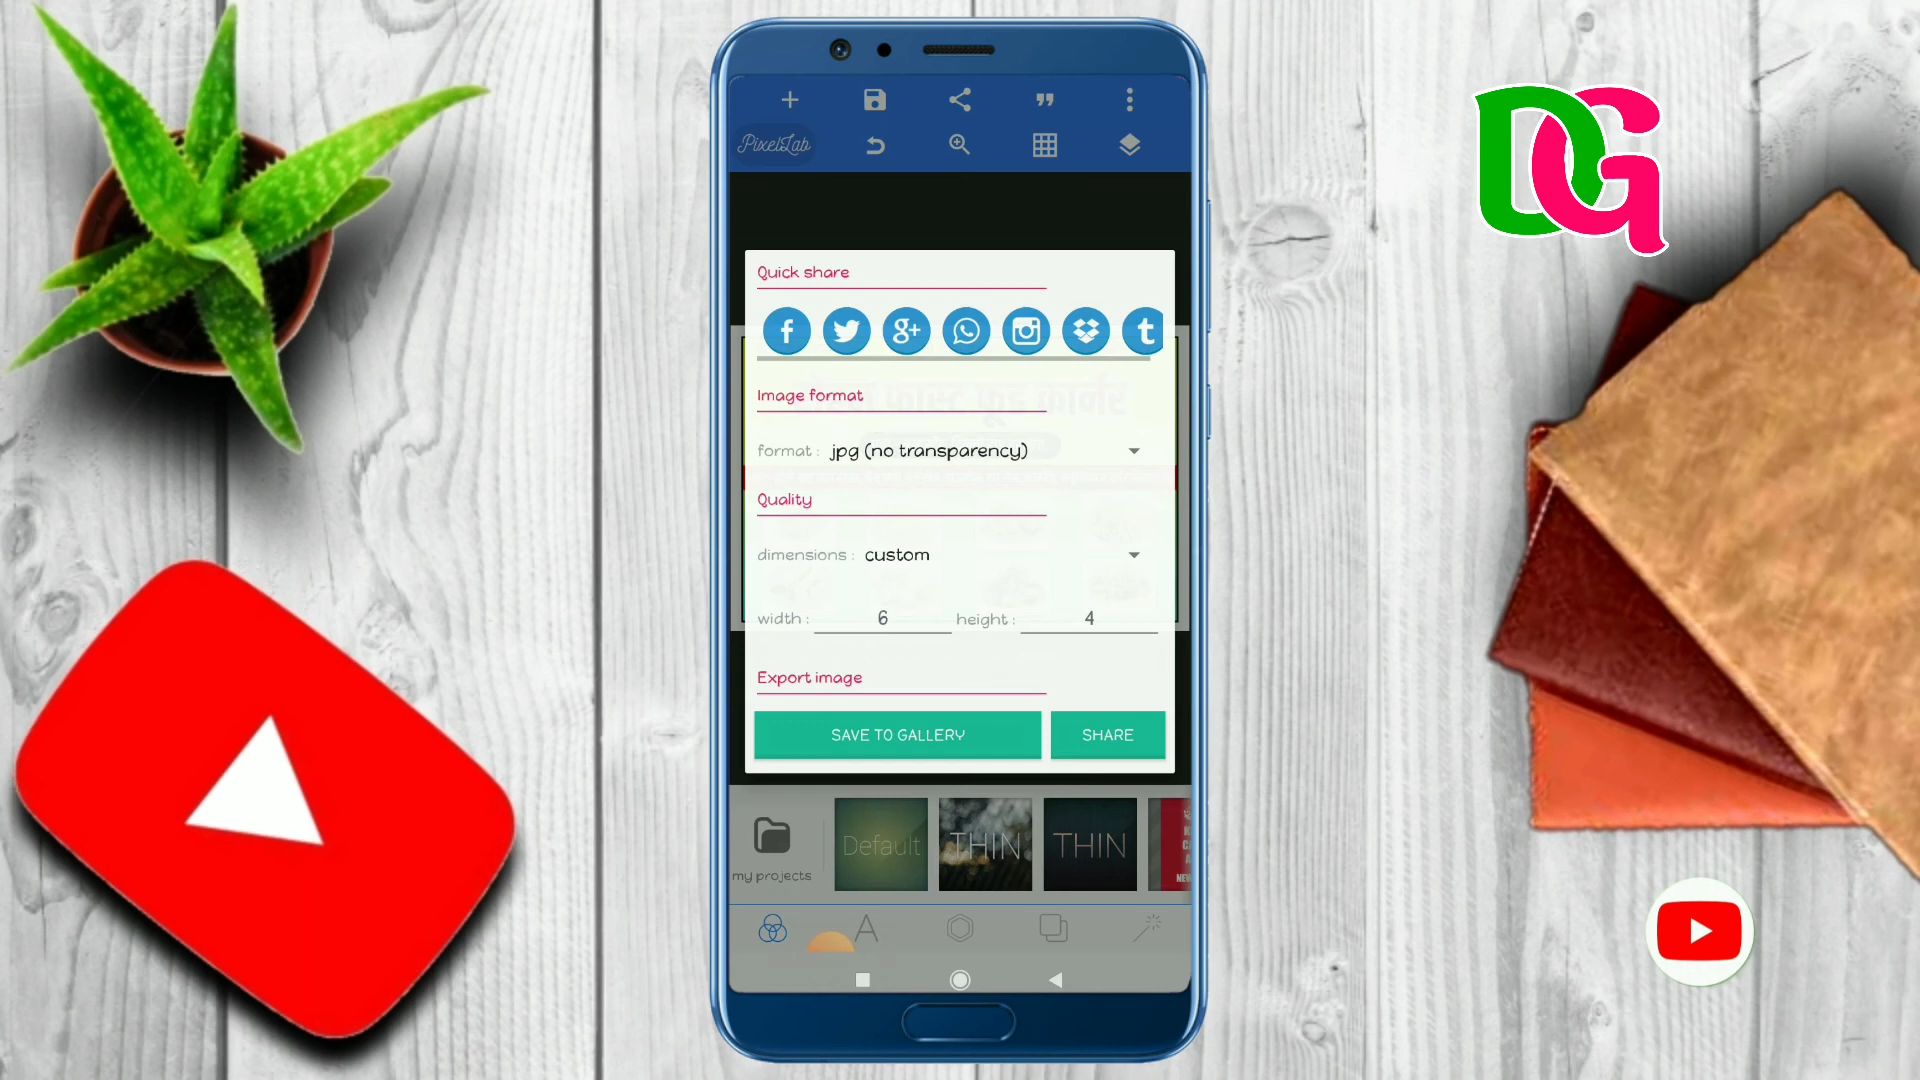 DG
PixelLab
Quick share
Image format
फास्ट फूड कार्नर
format : jpg (no transparency)
Quality
dimensions : custom
width : 6 height : 4
Export image
SAVE TO GALLERY SHARE
my projects
Default
THIN
THIN